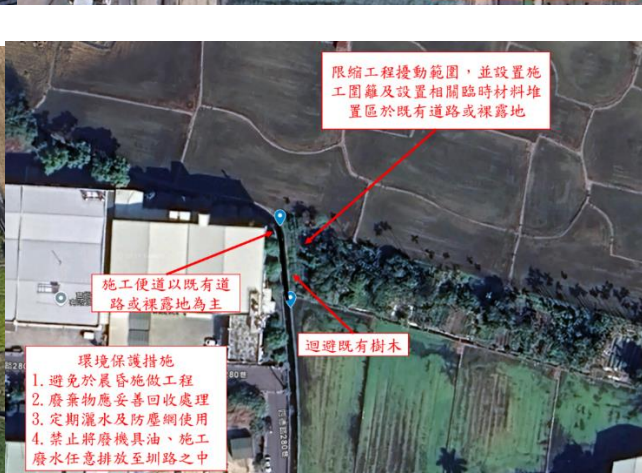 限縮工程擾動範圍，並設置施
工圍籬及設置相關臨時材料堆
置區於既有道路或裸露地
施工便道以既有道
路或裸露地為主
迴避既有樹木
環境保護措施
1. 避免於晨昏施做工程
2. 廢棄物應妥善回收處理
3. 定期灑水及防塵網使用
4. 禁止將廢機具油、施工
廢水任意排放至圳路之中